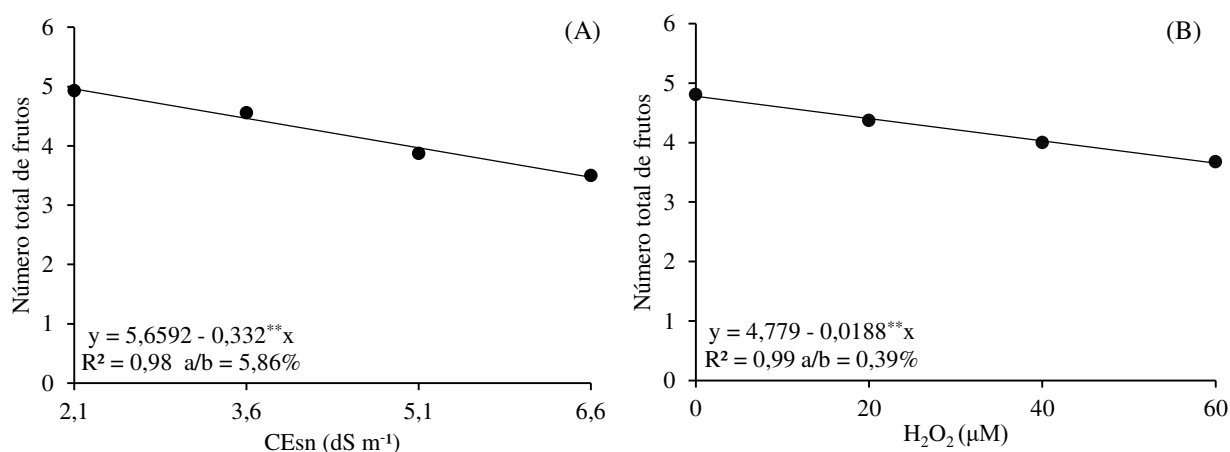 (A)
Número total de frutos
6
5
4
3
2
1
0
y = 5,6592 - 0,332**x
R² = 0,98 a/b = 5,86%
2,1
3,6
5,1
6,6
CEsn (dS m⁻¹)
(B)
Número total de frutos
6
5
4
3
2
1
0
y = 4,779 - 0,0188**x
R² = 0,99 a/b = 0,39%
0
20
40
60
H₂O₂ (µM)